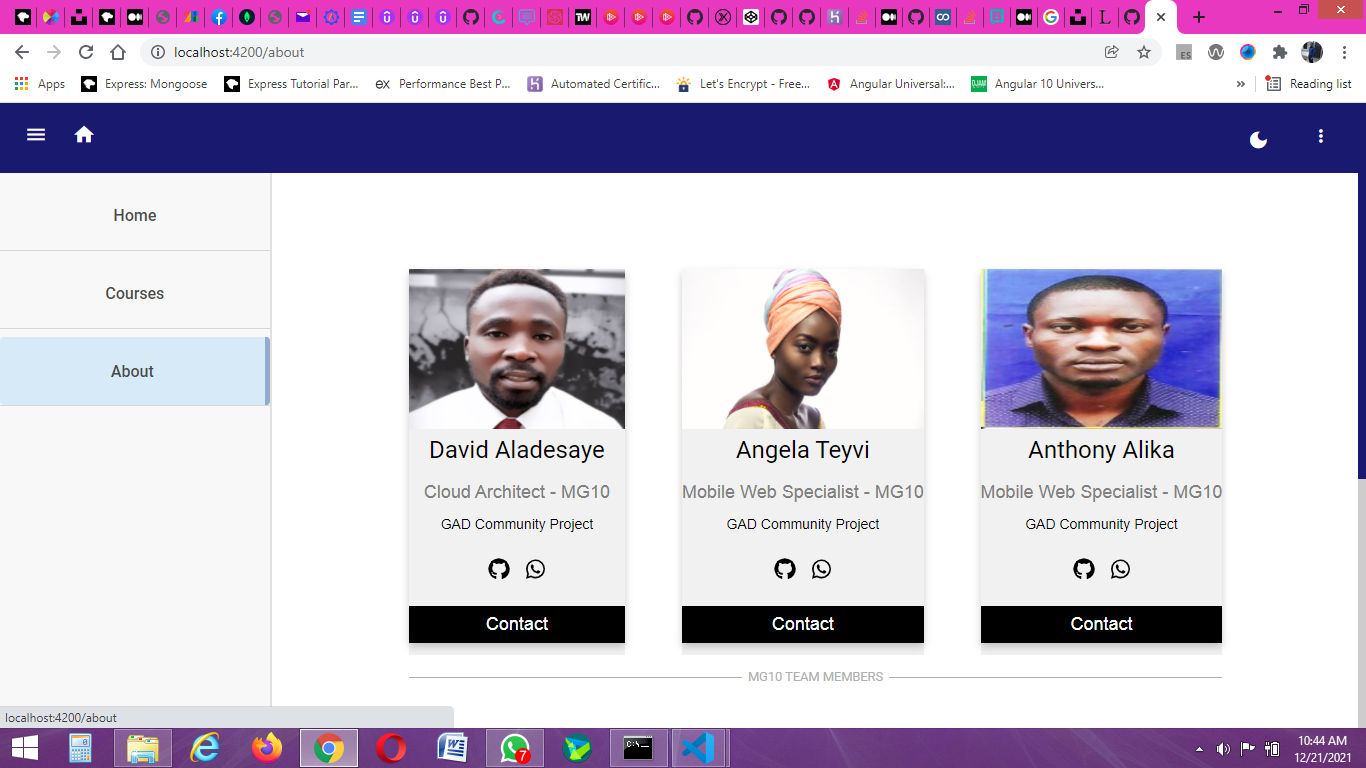 localhost:4200/about
ES
Apps
Express: Mongoose
Express Tutorial Par...
ex
Performance Best P...
Automated Certific...
Let's Encrypt - Free...
Angular Universal:...
Angular 10 Univers...
»
Reading list
Home
Courses
About
David Aladesaye
Cloud Architect - MG10
GAD Community Project
Contact
Angela Teyvi
Mobile Web Specialist - MG10
GAD Community Project
Contact
Anthony Alika
Mobile Web Specialist - MG10
GAD Community Project
Contact
MG10 TEAM MEMBERS
localhost:4200/about
7
10:44 AM
12/21/2021